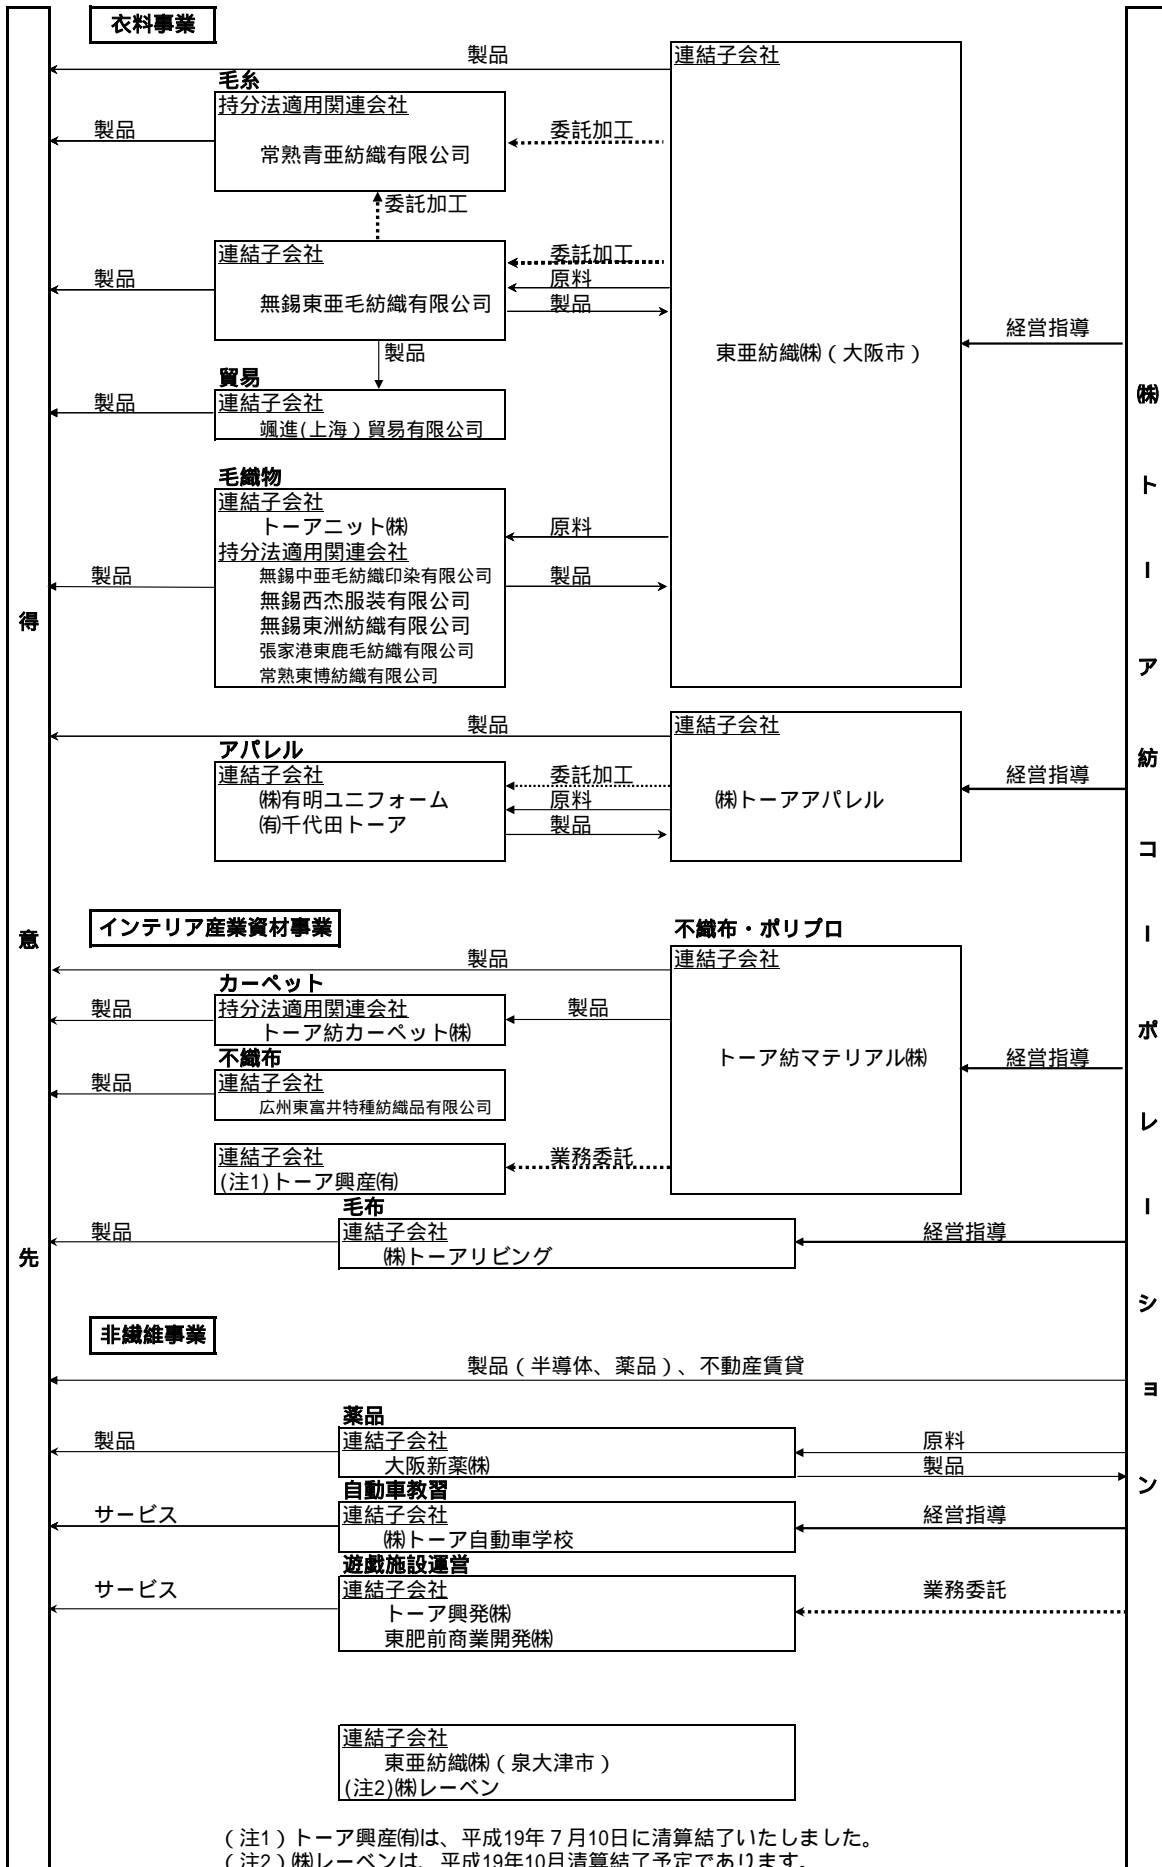 衣料事業
製品
連結子会社
毛糸
持分法適用関連会社
製品
委託加工
常熟青亜紡織有限公司
委託加工
連結子会社
委託加工
製品
原料
無錫東亜毛紡織有限公司
製品
東亜紡織㈱（大阪市）
経営指導
製品
貿易
連結子会社
製品
颯進(上海）貿易有限公司
毛織物
連結子会社
トーアニット㈱
原料
持分法適用関連会社
製品
無錫中亜毛紡織印染有限公司
製品
無錫西杰服装有限公司
無錫東洲紡織有限公司
張家港東鹿毛紡織有限公司
常熟東博紡織有限公司
製品
連結子会社
アパレル
連結子会社
委託加工
経営指導
㈱有明ユニフォーム
原料
㈱トーアアパレル
㈲千代田トーア
製品
インテリア産業資材事業
不織布・ポリプロ
製品
連結子会社
カーペット
製品
持分法適用関連会社
製品
トーア紡カーペット㈱
不織布
トーア紡マテリアル㈱
経営指導
製品
連結子会社
広州東富井特種紡織品有限公司
連結子会社
業務委託
(注1)トーア興産㈲
毛布
製品
連結子会社
経営指導
㈱トーアリビング
非繊維事業
製品（半導体、薬品）、不動産賃貸
薬品
製品
連結子会社
原料
大阪新薬㈱
製品
自動車教習
サービス
連結子会社
経営指導
㈱トーア自動車学校
遊戯施設運営
サービス
連結子会社
業務委託
トーア興発㈱
東肥前商業開発㈱
連結子会社
東亜紡織㈱（泉大津市）
(注2)㈱レーベン
得意先
㈱トーア紡コーポレーション
（注1）トーア興産㈲は、平成19年７月10日に清算結了いたしました。
（注2）㈱レーベンは、平成19年10月清算結了予定であります。